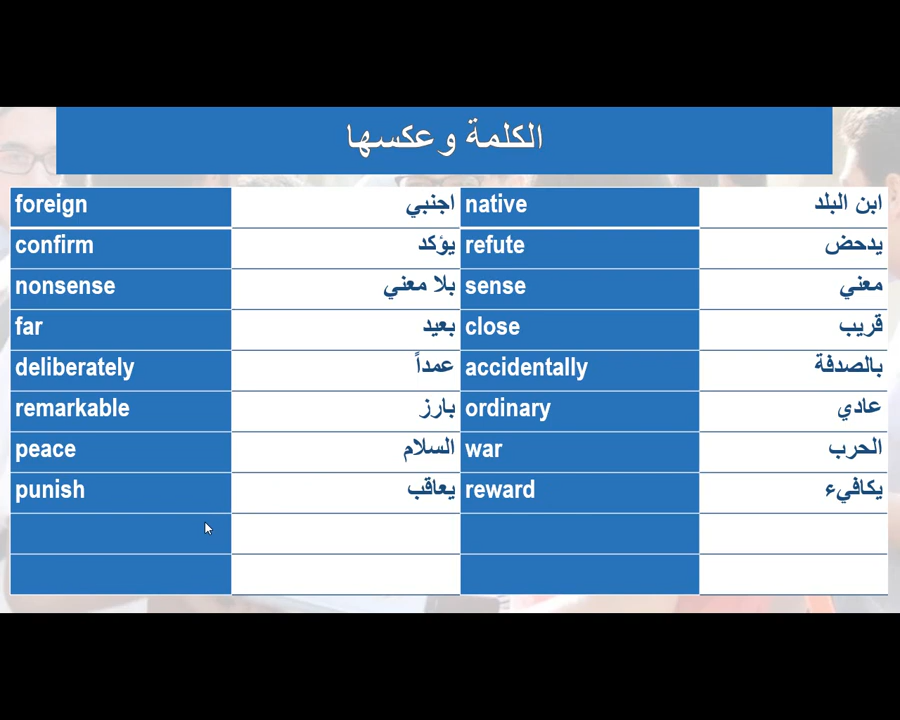 الكلمة وعكسها
foreign اجنبي native ابن البلد
confirm يؤكد refute يدحض
nonsense بلا معني sense معني
far بعيد close قريب
deliberately عمداً accidentally بالصدفة
remarkable بارز ordinary عادي
peace السلام war الحرب
punish يعاقب reward يكافيء